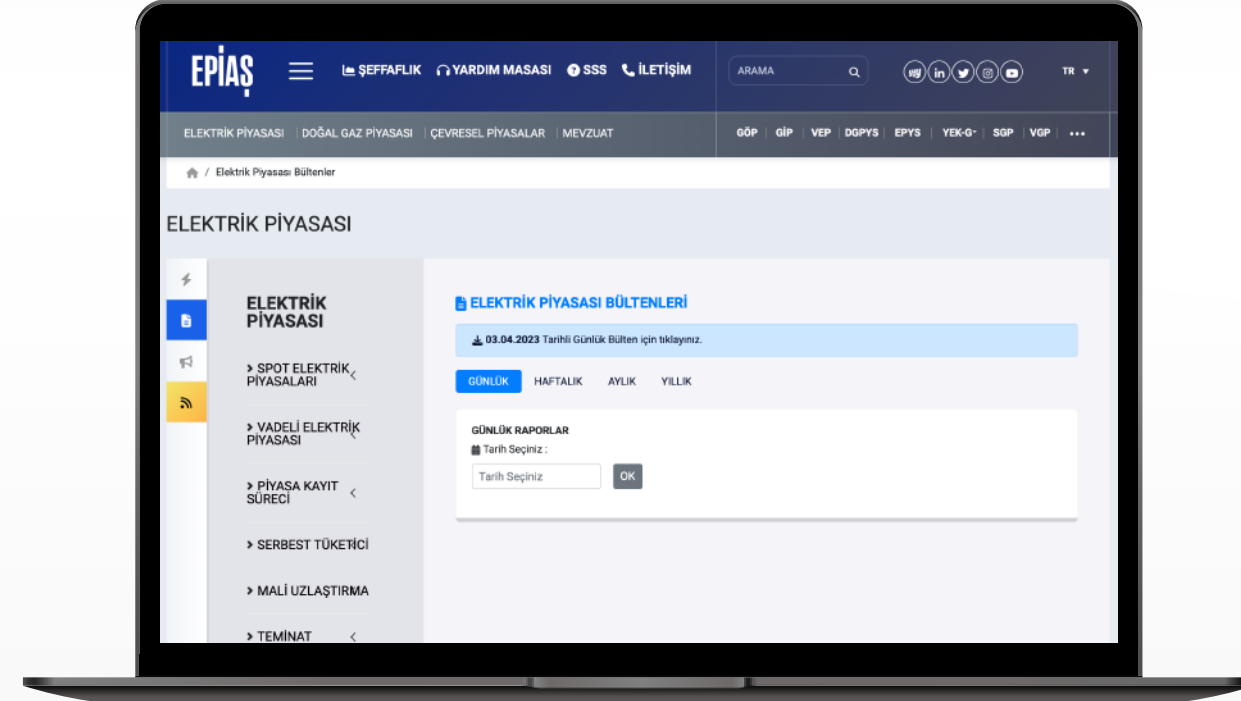 EPİAŞ
ŞEFFAFLIK YARDIM MASASI SSS İLETİŞİM
ARAMA
in
TR
ELEKTRİK PİYASASI DOĞAL GAZ PİYASASI ÇEVRESEL PİYASALAR MEVZUAT
GÖP GİP VEP DGPYS EPYS YEK-G SGP VGP
/ Elektrik Piyasası Bültenler
ELEKTRİK PİYASASI
ELEKTRİK
PİYASASI
> SPOT ELEKTRİK
PİYASALARI
> VADELİ ELEKTRİK
PİYASASI
> PİYASA KAYIT
SÜRECİ
> SERBEST TÜKETİCİ
> MALİ UZLAŞTIRMA
> TEMİNAT
ELEKTRİK PİYASASI BÜLTENLERİ
03.04.2023 Tarihli Günlük Bülten için tıklayınız.
GÜNLÜK HAFTALIK AYLIK YILLIK
GÜNLÜK RAPORLAR
Tarih Seçiniz :
Tarih Seçiniz OK